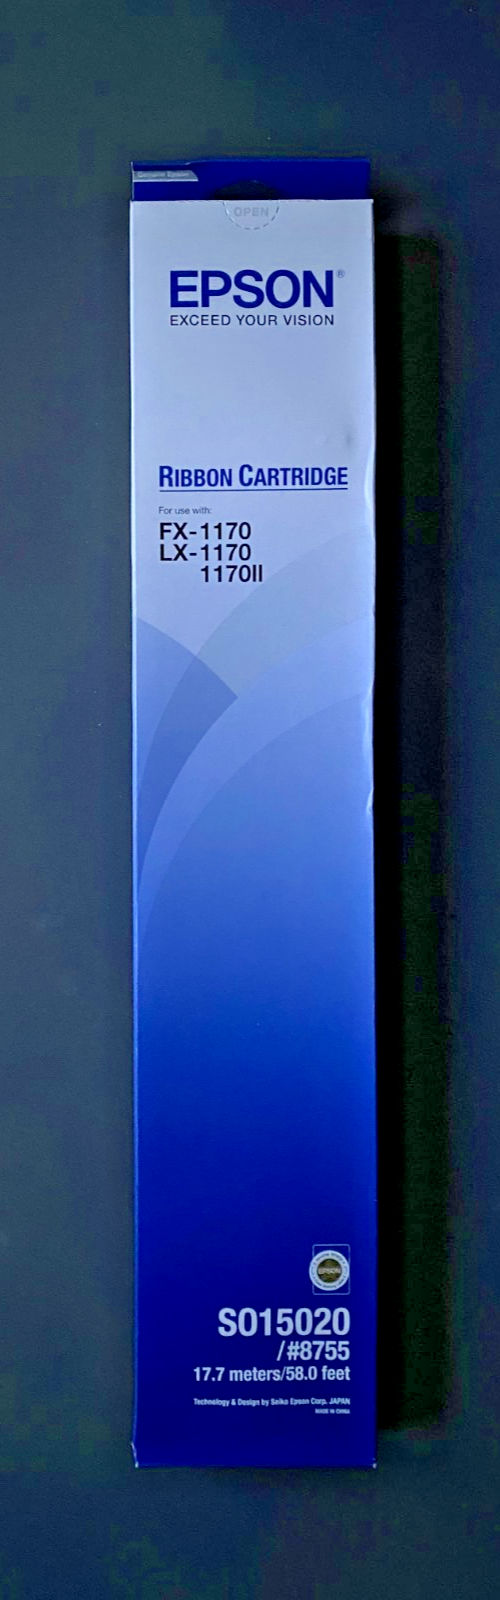 Genuine Epson
OPEN
EPSON®
EXCEED YOUR VISION
RIBBON CARTRIDGE
For use with:
FX-1170
LX-1170
1170II
EPSON
S015020
/#8755
17.7 meters/58.0 feet
Technology & Design by Seiko Epson Corp. JAPAN
MADE IN CHINA